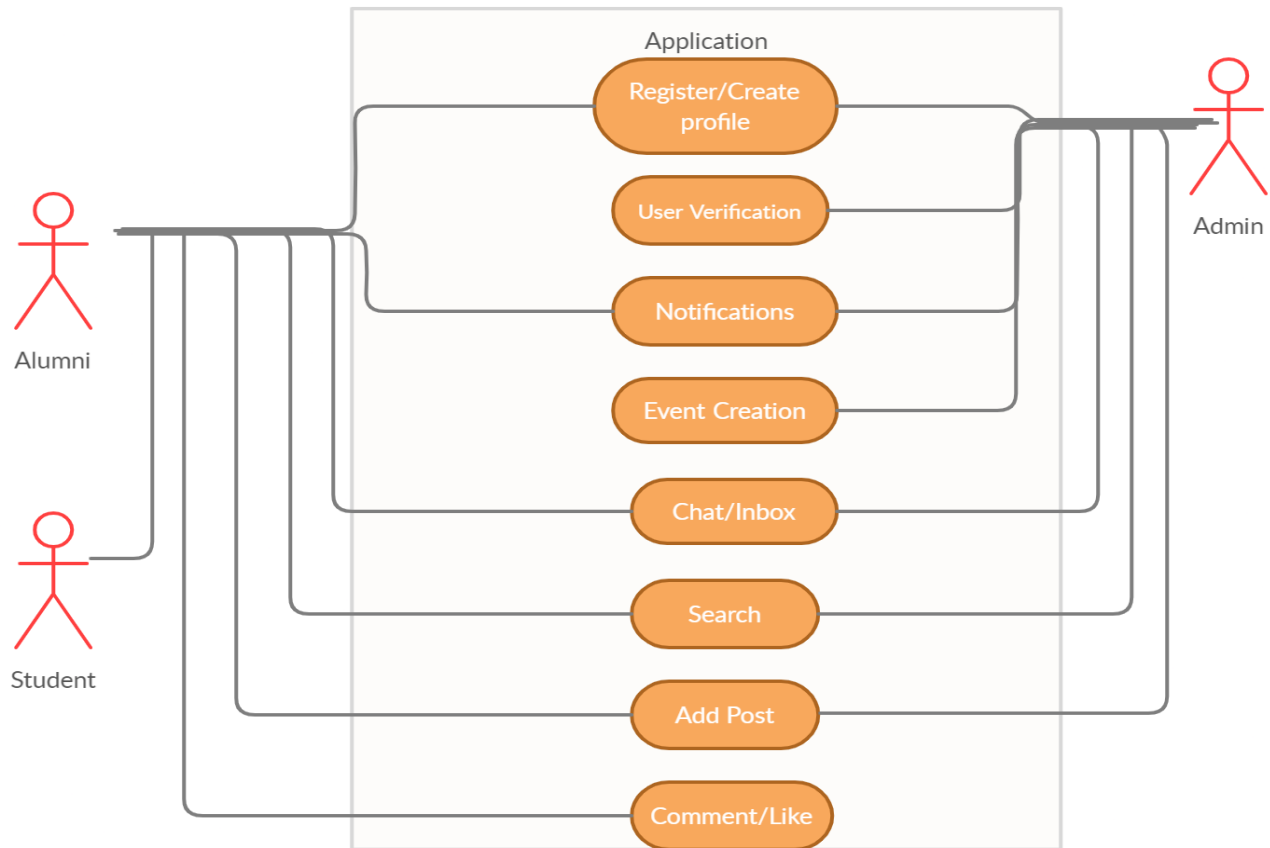 Application
Register/Create
profile
User Verification
Admin
Notifications
Alumni
Event Creation
Chat/Inbox
Search
Student
Add Post
Comment/Like